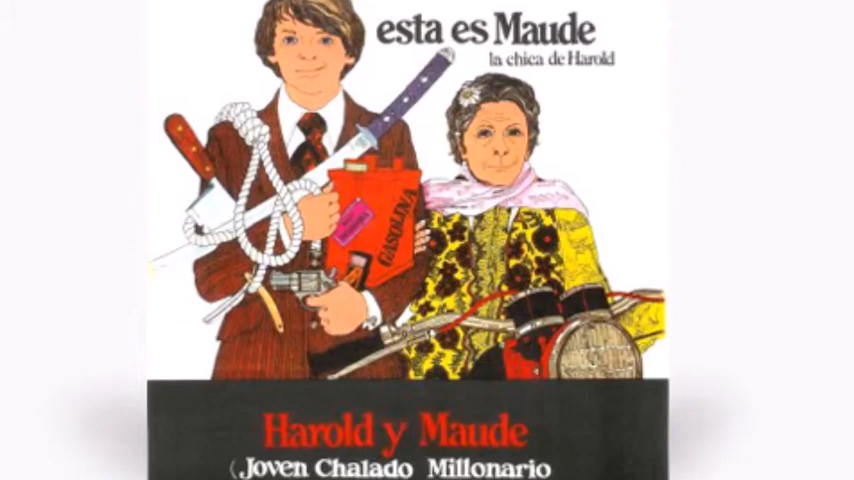 esta es Maude
la chica de Harold
GASOLINA
Harold y Maude
(Joven Chalado Millonario